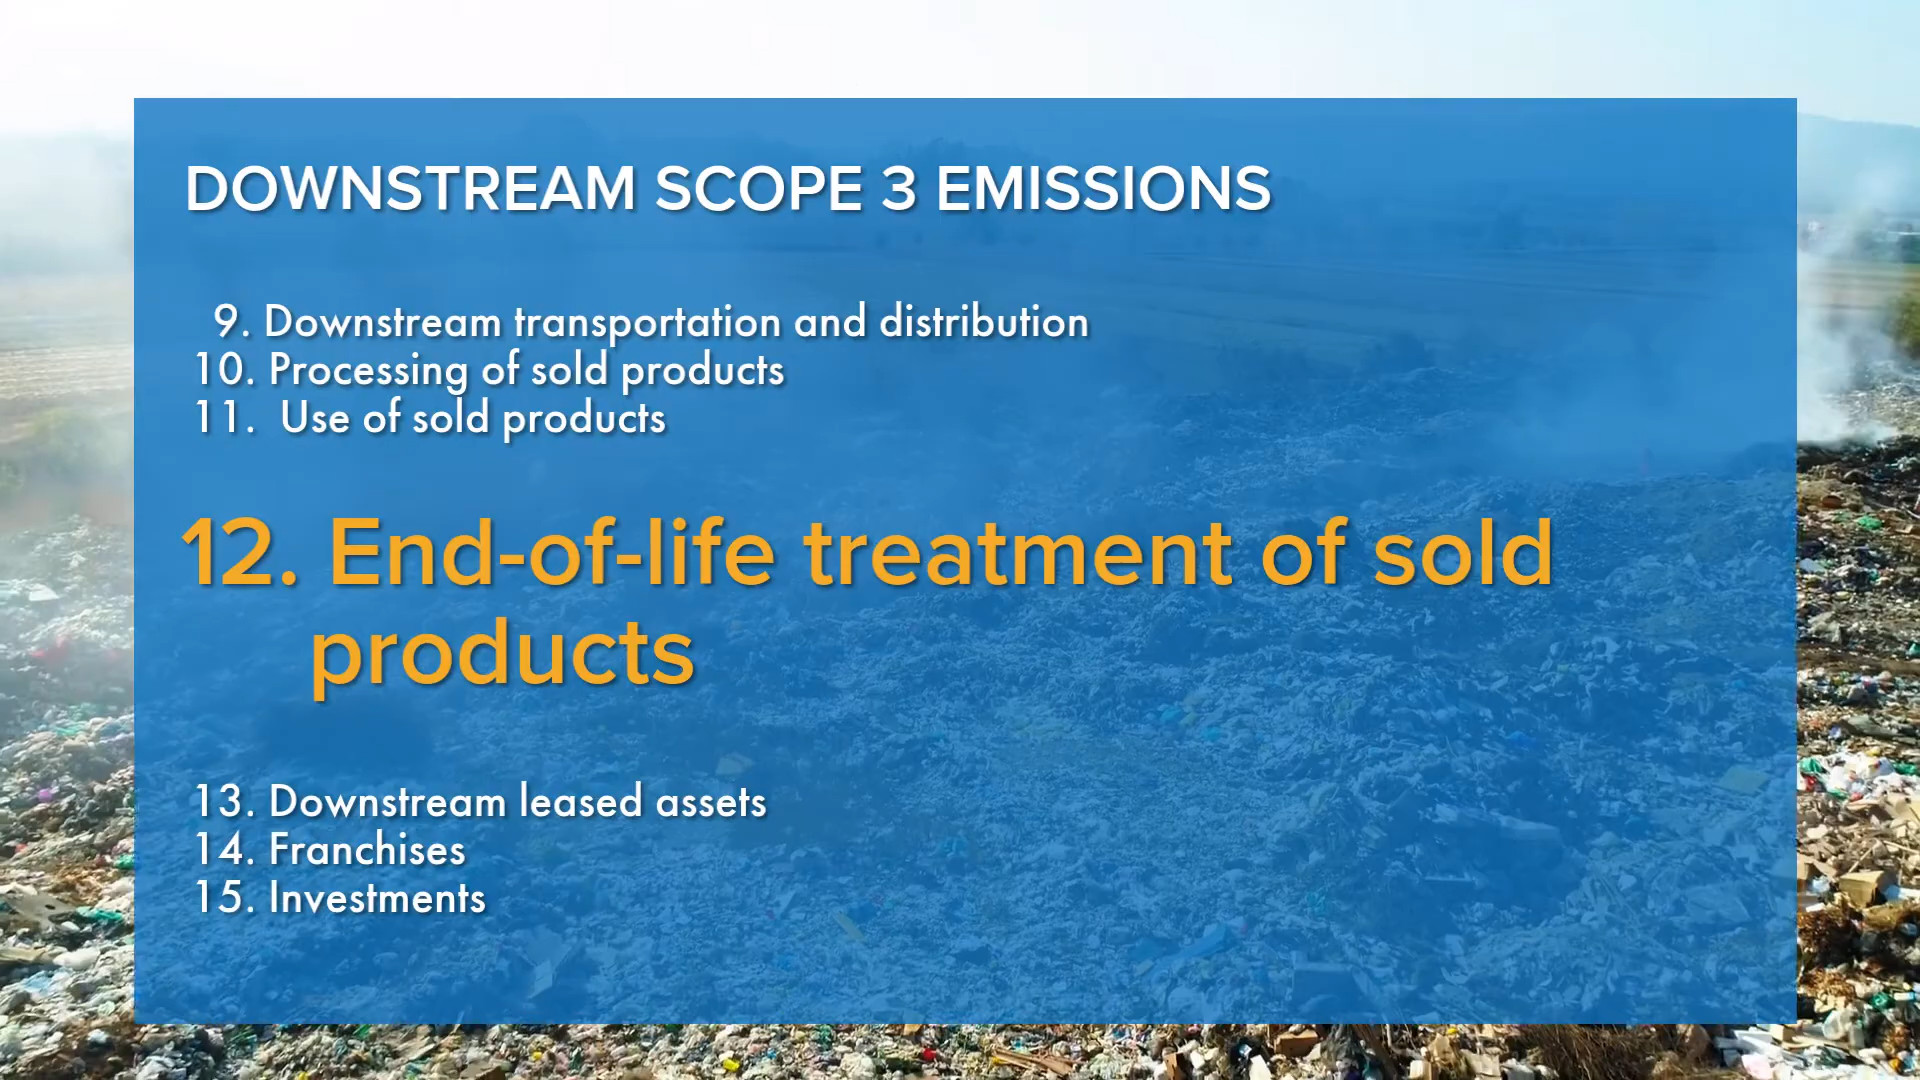 DOWNSTREAM SCOPE 3 EMISSIONS
9. Downstream transportation and distribution
10. Processing of sold products
11. Use of sold products
12. End-of-life treatment of sold
products
13. Downstream leased assets
14. Franchises
15. Investments